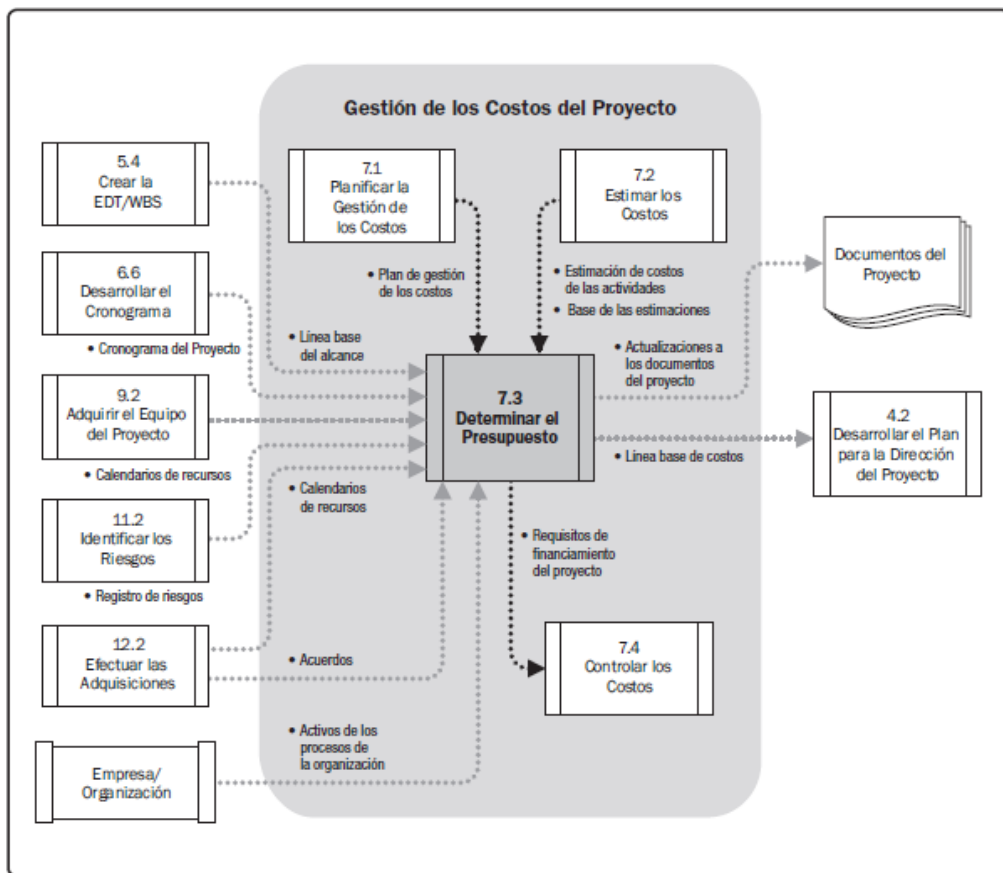 Gestión de los Costos del Proyecto
5.4
Crear la
EDT/WBS
7.1
Planificar la
Gestión de
los Costos
7.2
Estimar los
Costos
Documentos del
Proyecto
6.6
Desarrollar el
Cronograma
• Plan de gestión
de los costos
• Estimación de costos
de las actividades
• Base de las estimaciones
• Cronograma del Proyecto
• Línea base
del alcance
• Actualizaciones a
los documentos
del proyecto
9.2
Adquirir el Equipo
del Proyecto
7.3
Determinar el
Presupuesto
4.2
Desarrollar el Plan
para la Dirección
del Proyecto
• Línea base de costos
• Calendarios de recursos
• Calendarios
de recursos
11.2
Identificar los
Riesgos
• Requisitos de
financiamiento
del proyecto
• Registro de riesgos
12.2
Efectuar las
Adquisiciones
• Acuerdos
7.4
Controlar los
Costos
• Activos de los
procesos de
la organización
Empresa/
Organización